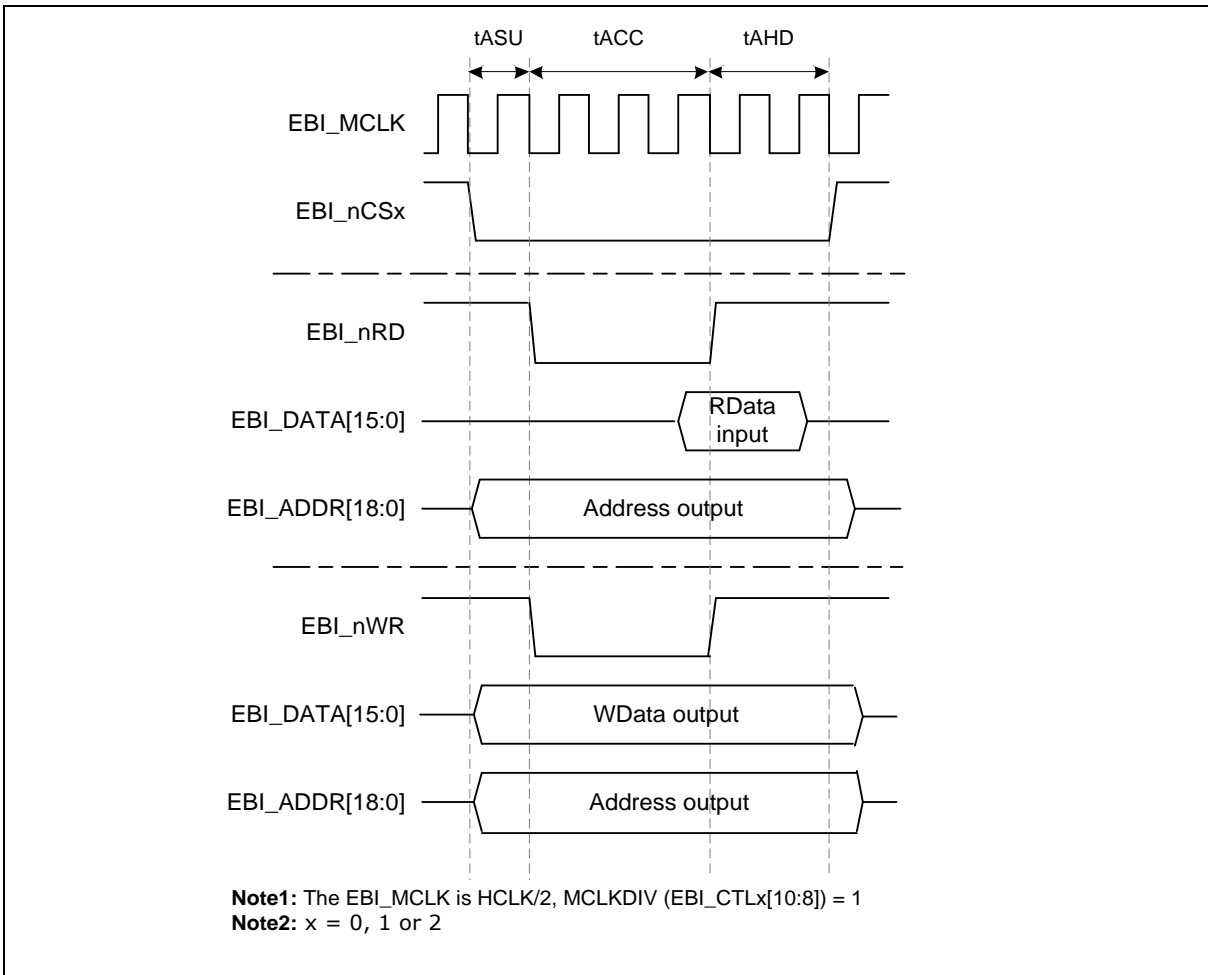 tASU tACC tAHD
EBI_MCLK
EBI_nCSx
EBI_nRD
EBI_DATA[15:0]
RData
input
EBI_ADDR[18:0]
Address output
EBI_nWR
EBI_DATA[15:0]
WData output
EBI_ADDR[18:0]
Address output
Note1: The EBI_MCLK is HCLK/2, MCLKDIV (EBI_CTLx[10:8]) = 1
Note2: x = 0, 1 or 2